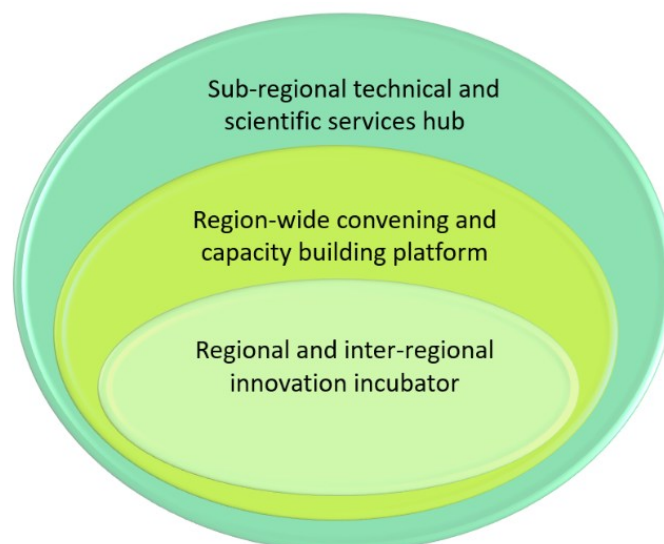 Sub-regional technical and
scientific services hub
Region-wide convening and
capacity building platform
Regional and inter-regional
innovation incubator